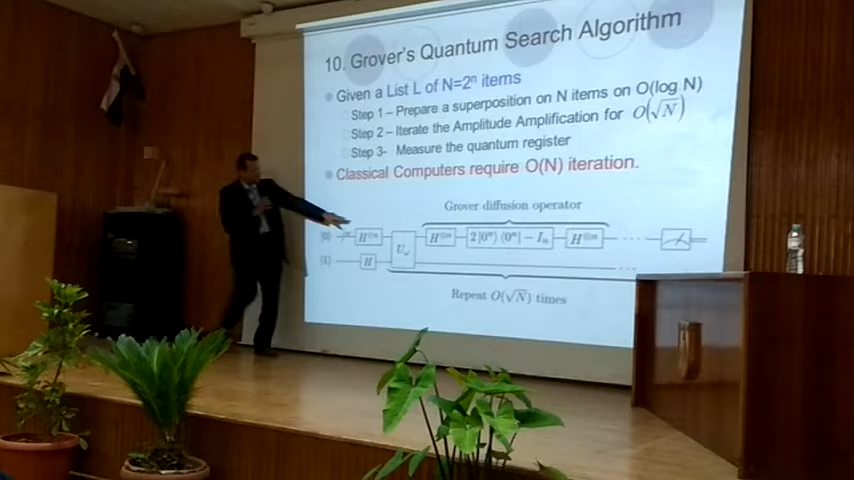 10. Grover's Quantum Search Algorithm
Given a List L of N=2ⁿ items
Step 1 – Prepare a superposition on N items on O(log N)
Step 2 – Iterate the Amplitude Amplification for O(√N)
Step 3- Measure the quantum register
Classical Computers require O(N) iteration.
Grover diffusion operator
|0⟩ H⊗n H⊗n 2|0ⁿ⟩⟨0ⁿ| − Iₙ H⊗n ···
U_ω
|1⟩ H ···
Repeat O(√N) times